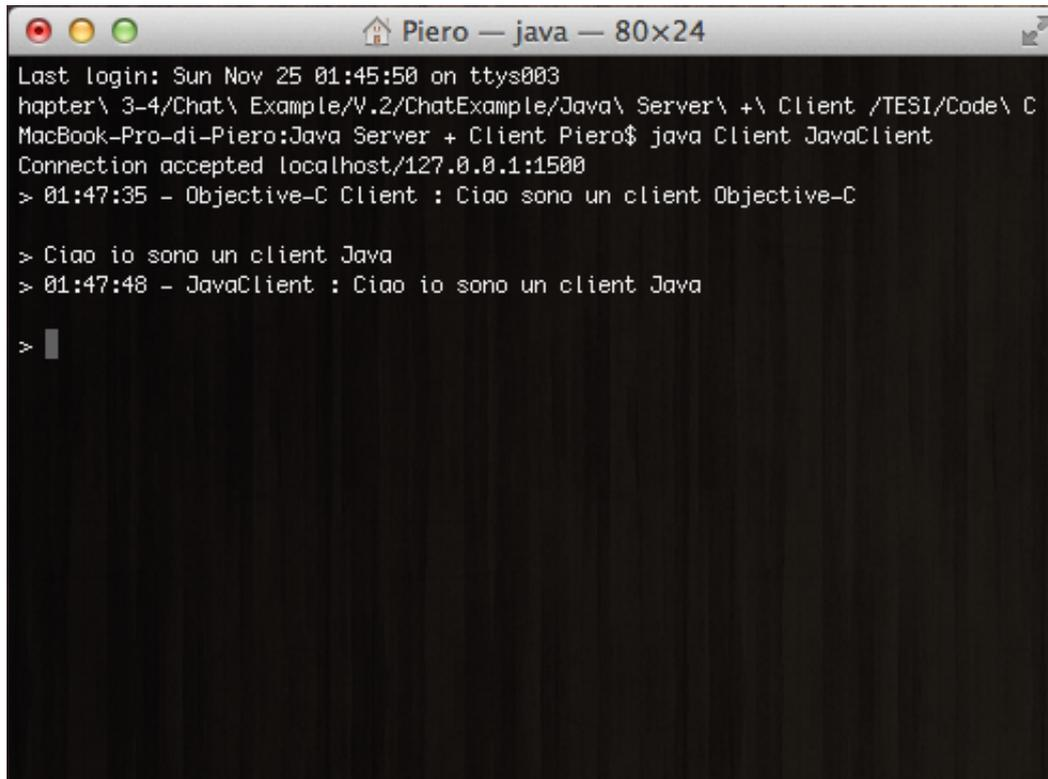 Piero — java — 80×24
Last login: Sun Nov 25 01:45:50 on ttys003
hapter\ 3-4/Chat\ Example/V.2/ChatExample/Java\ Server\ +\ Client /TESI/Code\ C
MacBook-Pro-di-Piero:Java Server + Client Piero$ java Client JavaClient
Connection accepted localhost/127.0.0.1:1500
> 01:47:35 - Objective-C Client : Ciao sono un client Objective-C
> Ciao io sono un client Java
> 01:47:48 - JavaClient : Ciao io sono un client Java
>